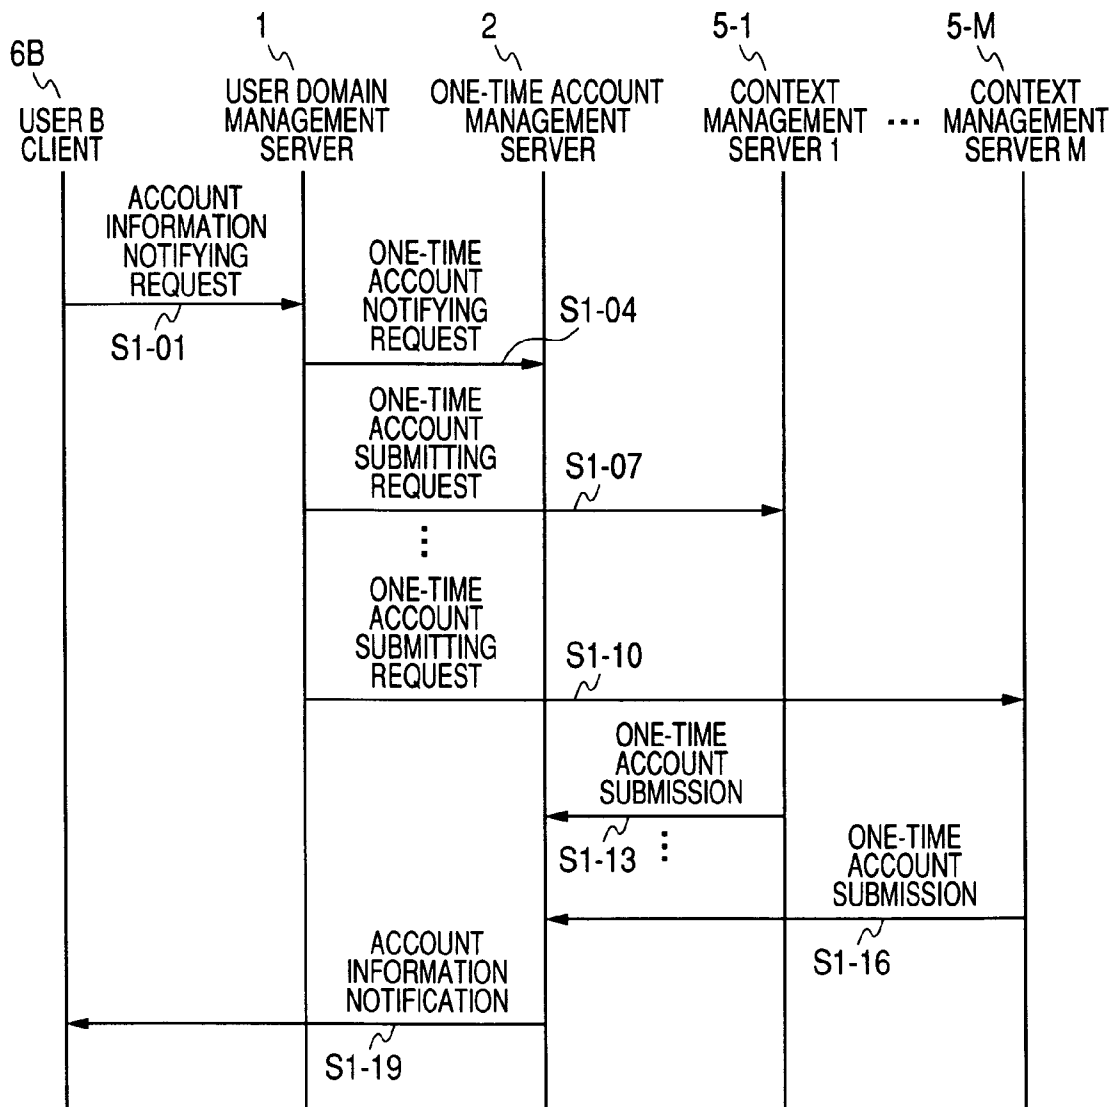 6B
USER B
CLIENT
1
USER DOMAIN
MANAGEMENT
SERVER
2
ONE-TIME ACCOUNT
MANAGEMENT
SERVER
5-1
CONTEXT
MANAGEMENT
SERVER 1
...
5-M
CONTEXT
MANAGEMENT
SERVER M
ACCOUNT
INFORMATION
NOTIFYING
REQUEST
S1-01
ONE-TIME
ACCOUNT
NOTIFYING
REQUEST
S1-04
ONE-TIME
ACCOUNT
SUBMITTING
REQUEST
S1-07
ONE-TIME
ACCOUNT
SUBMITTING
REQUEST
S1-10
ONE-TIME
ACCOUNT
SUBMISSION
S1-13
ONE-TIME
ACCOUNT
SUBMISSION
S1-16
ACCOUNT
INFORMATION
NOTIFICATION
S1-19